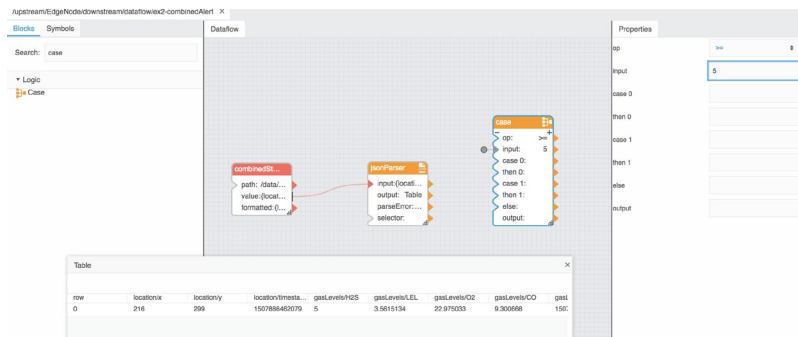 /upstream/EdgeNode/downstream/dataflow/ex2-combinedAlert ×
Blocks Symbols
Search: case
Logic
Case
Dataflow
combinedSt...
path: /data/...
value:{locat...
formatted:{l...
jsonParser
input:{locati...
output: Table
parseError:...
selector:
case
− +
op: >=
input: 5
case 0:
then 0:
case 1:
then 1:
else:
output:
Properties
op >=
input 5
case 0
then 0
case 1
then 1
else
output
Table ×
row location/x location/y location/timesta... gasLevels/H2S gasLevels/LEL gasLevels/O2 gasLevels/CO gasL
0 216 299 1507886462079 5 3.5615134 22.975033 9.300668 1507